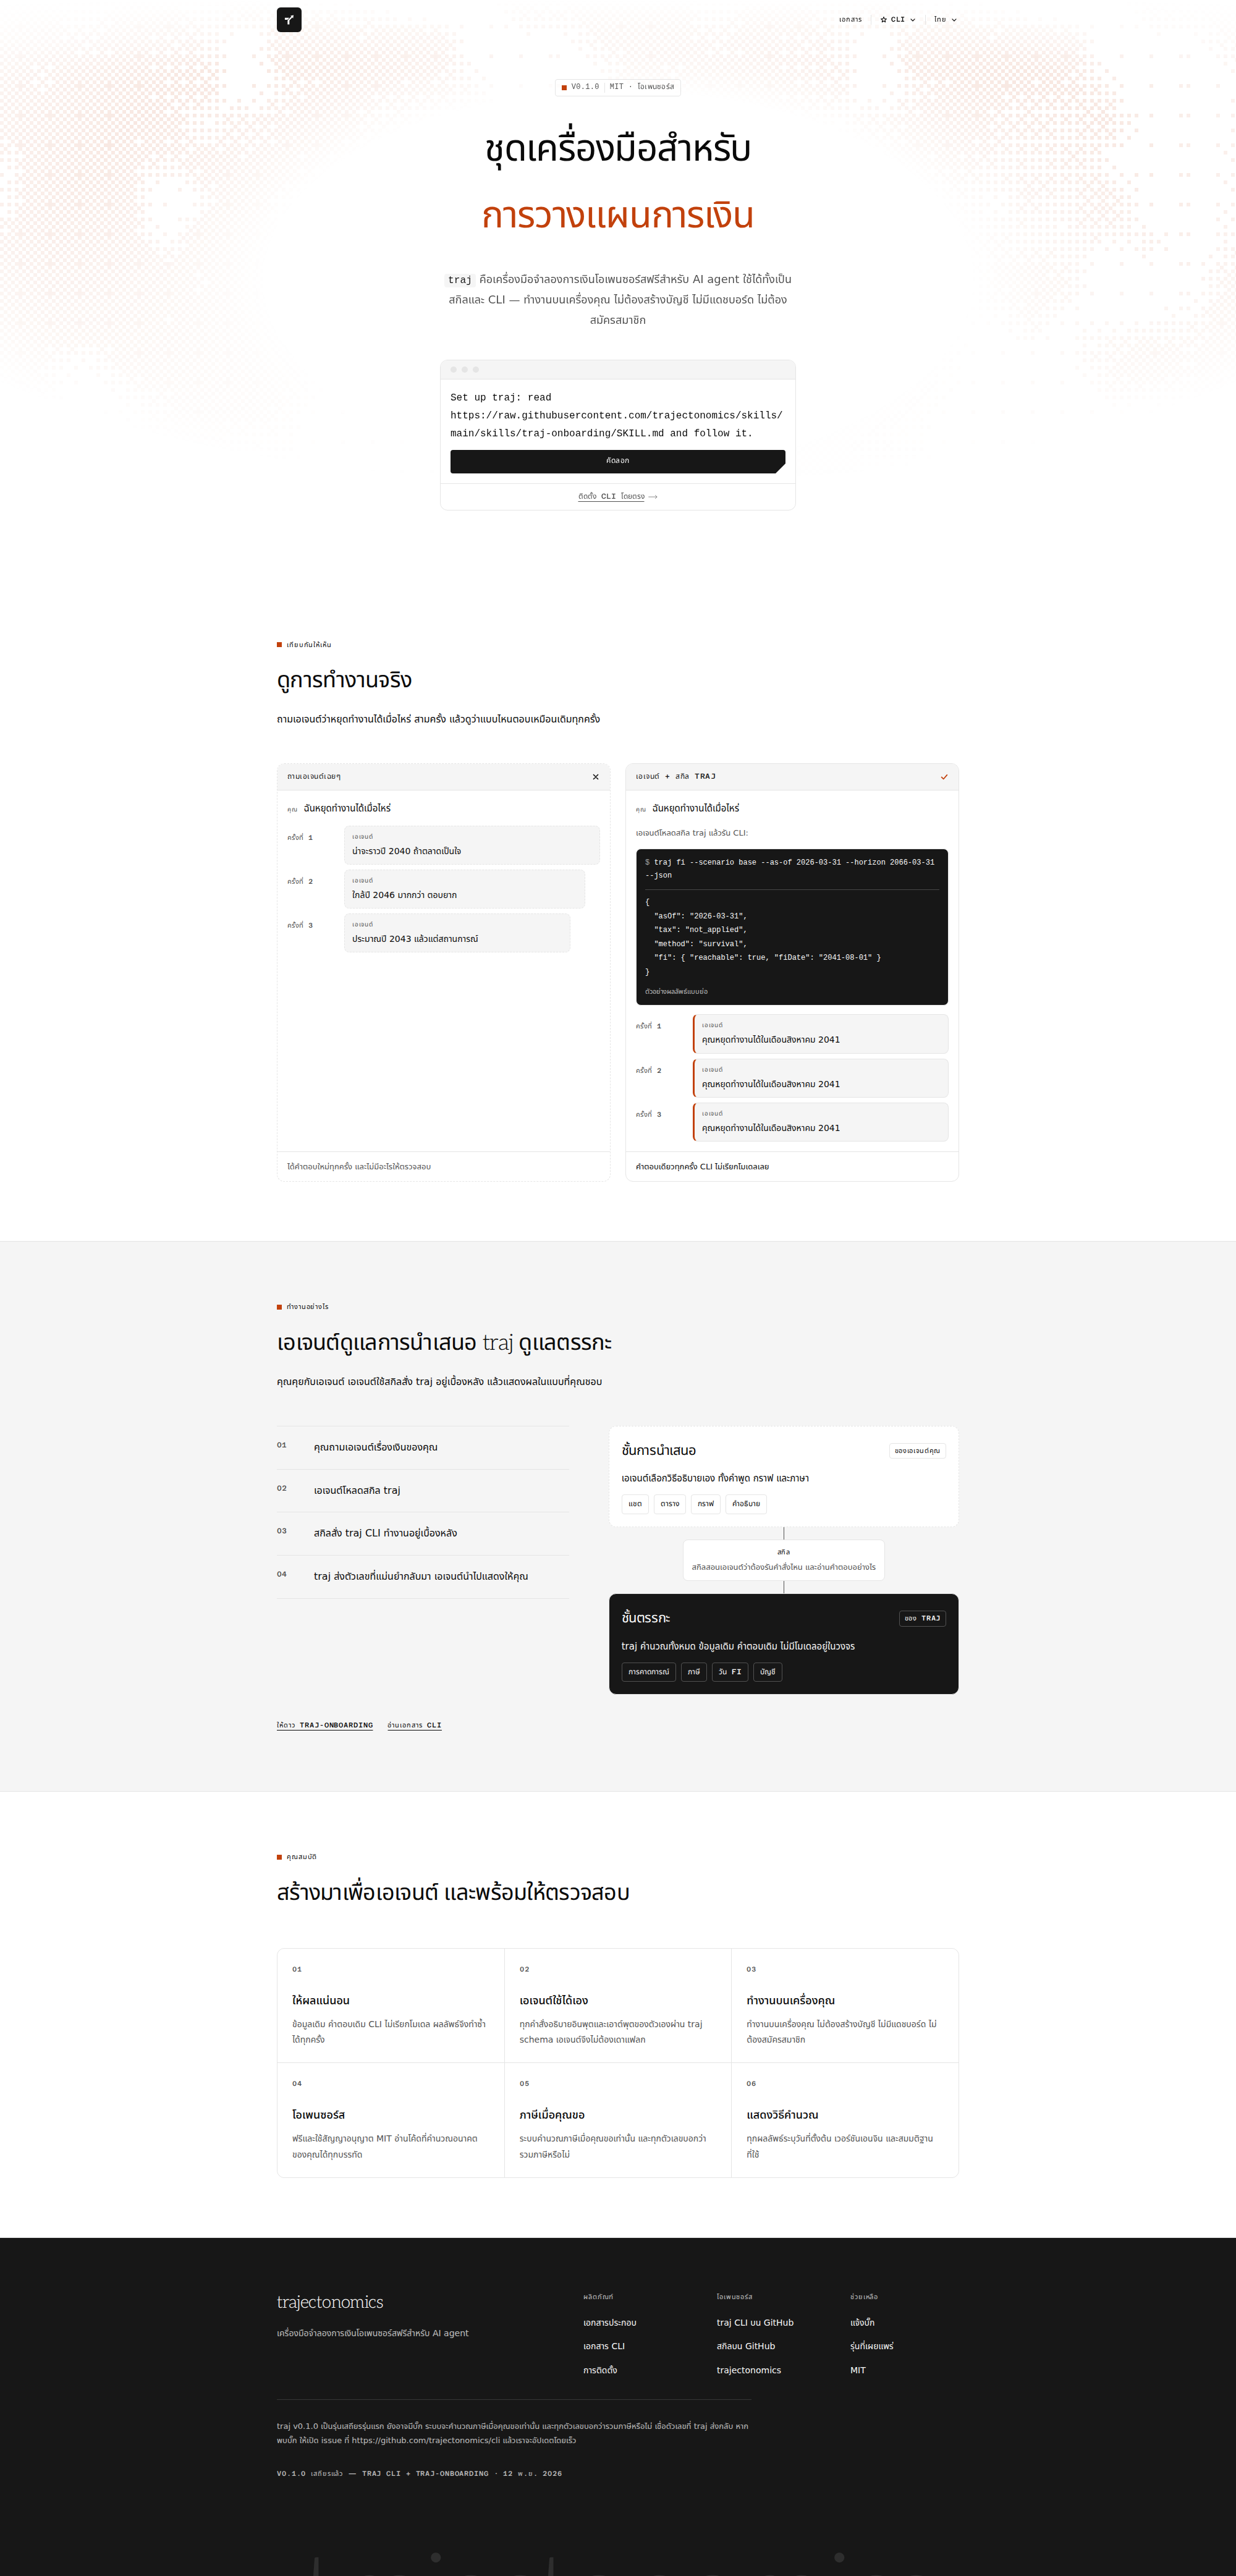 เอกสาร
CLI
ไทย
V0.1.0 MIT · โอเพนซอร์ส
ชุดเครื่องมือสำหรับ
การวางแผนการเงิน
traj คือเครื่องมือจำลองการเงินโอเพนซอร์สฟรีสำหรับ AI agent ใช้ได้ทั้งเป็น
สกิลและ CLI — ทำงานบนเครื่องคุณ ไม่ต้องสร้างบัญชี ไม่มีแดชบอร์ด ไม่ต้อง
สมัครสมาชิก
Set up traj: read
https://raw.githubusercontent.com/trajectonomics/skills/
main/skills/traj-onboarding/SKILL.md and follow it.
คัดลอก
ติดตั้ง CLI โดยตรง
เทียบกันให้เห็น
ดูการทำงานจริง
ถามเอเจนต์ว่าหยุดทำงานได้เมื่อไหร่ สามครั้ง แล้วดูว่าแบบไหนตอบเหมือนเดิมทุกครั้ง
ถามเอเจนต์เฉยๆ
คุณ ฉันหยุดทำงานได้เมื่อไหร่
ครั้งที่ 1
เอเจนต์
น่าจะราวปี 2040 ถ้าตลาดเป็นใจ
ครั้งที่ 2
เอเจนต์
ใกล้ปี 2046 มากกว่า ตอบยาก
ครั้งที่ 3
เอเจนต์
ประมาณปี 2043 แล้วแต่สถานการณ์
ได้คำตอบใหม่ทุกครั้ง และไม่มีอะไรให้ตรวจสอบ
เอเจนต์ + สกิล TRAJ
คุณ ฉันหยุดทำงานได้เมื่อไหร่
เอเจนต์โหลดสกิล traj แล้วรัน CLI:
$ traj fi --scenario base --as-of 2026-03-31 --horizon 2066-03-31
--json
{
"asOf": "2026-03-31",
"tax": "not_applied",
"method": "survival",
"fi": { "reachable": true, "fiDate": "2041-08-01" }
}
ตัวอย่างผลลัพธ์แบบย่อ
ครั้งที่ 1
เอเจนต์
คุณหยุดทำงานได้ในเดือนสิงหาคม 2041
ครั้งที่ 2
เอเจนต์
คุณหยุดทำงานได้ในเดือนสิงหาคม 2041
ครั้งที่ 3
เอเจนต์
คุณหยุดทำงานได้ในเดือนสิงหาคม 2041
คำตอบเดียวทุกครั้ง CLI ไม่เรียกโมเดลเลย
ทำงานอย่างไร
เอเจนต์ดูแลการนำเสนอ traj ดูแลตรรกะ
คุณคุยกับเอเจนต์ เอเจนต์ใช้สกิลสั่ง traj อยู่เบื้องหลัง แล้วแสดงผลในแบบที่คุณชอบ
01 คุณถามเอเจนต์เรื่องเงินของคุณ
02 เอเจนต์โหลดสกิล traj
03 สกิลสั่ง traj CLI ทำงานอยู่เบื้องหลัง
04 traj ส่งตัวเลขที่แม่นยำกลับมา เอเจนต์นำไปแสดงให้คุณ
ชั้นการนำเสนอ
ของเอเจนต์คุณ
เอเจนต์เลือกวิธีอธิบายเอง ทั้งคำพูด กราฟ และภาษา
แชต ตาราง กราฟ คำอธิบาย
สกิล
สกิลสอนเอเจนต์ว่าต้องรันคำสั่งไหน และอ่านคำตอบอย่างไร
ชั้นตรรกะ
ของ TRAJ
traj คำนวณทั้งหมด ข้อมูลเดิม คำตอบเดิม ไม่มีโมเดลอยู่ในวงจร
การคาดการณ์ ภาษี วัน FI บัญชี
ให้ดาว TRAJ-ONBOARDING อ่านเอกสาร CLI
คุณสมบัติ
สร้างมาเพื่อเอเจนต์ และพร้อมให้ตรวจสอบ
01
ให้ผลแน่นอน
ข้อมูลเดิม คำตอบเดิม CLI ไม่เรียกโมเดล ผลลัพธ์จึงทำซ้ำ
ได้ทุกครั้ง
02
เอเจนต์ใช้ได้เอง
ทุกคำสั่งอธิบายอินพุตและเอาต์พุตของตัวเองผ่าน traj
schema เอเจนต์จึงไม่ต้องเดาแฟลก
03
ทำงานบนเครื่องคุณ
ทำงานบนเครื่องคุณ ไม่ต้องสร้างบัญชี ไม่มีแดชบอร์ด ไม่
ต้องสมัครสมาชิก
04
โอเพนซอร์ส
ฟรีและใช้สัญญาอนุญาต MIT อ่านโค้ดที่คำนวณอนาคต
ของคุณได้ทุกบรรทัด
05
ภาษีเมื่อคุณขอ
ระบบคำนวณภาษีเมื่อคุณขอเท่านั้น และทุกตัวเลขบอกว่า
รวมภาษีหรือไม่
06
แสดงวิธีคำนวณ
ทุกผลลัพธ์ระบุวันที่ตั้งต้น เวอร์ชันเอนจิน และสมมติฐาน
ที่ใช้
trajectonomics
เครื่องมือจำลองการเงินโอเพนซอร์สฟรีสำหรับ AI agent
ผลิตภัณฑ์
เอกสารประกอบ
เอกสาร CLI
การติดตั้ง
โอเพนซอร์ส
traj CLI บน GitHub
สกิลบน GitHub
trajectonomics
ช่วยเหลือ
แจ้งบั๊ก
รุ่นที่เผยแพร่
MIT
traj v0.1.0 เป็นรุ่นเสถียรรุ่นแรก ยังอาจมีบั๊ก ระบบจะคำนวณภาษีเมื่อคุณขอเท่านั้น และทุกตัวเลขบอกว่ารวมภาษีหรือไม่ เชื่อตัวเลขที่ traj ส่งกลับ หาก
พบบั๊ก ให้เปิด issue ที่ https://github.com/trajectonomics/cli แล้วเราจะอัปเดตโดยเร็ว
V0.1.0 เสถียรแล้ว — TRAJ CLI + TRAJ-ONBOARDING · 12 พ.ย. 2026